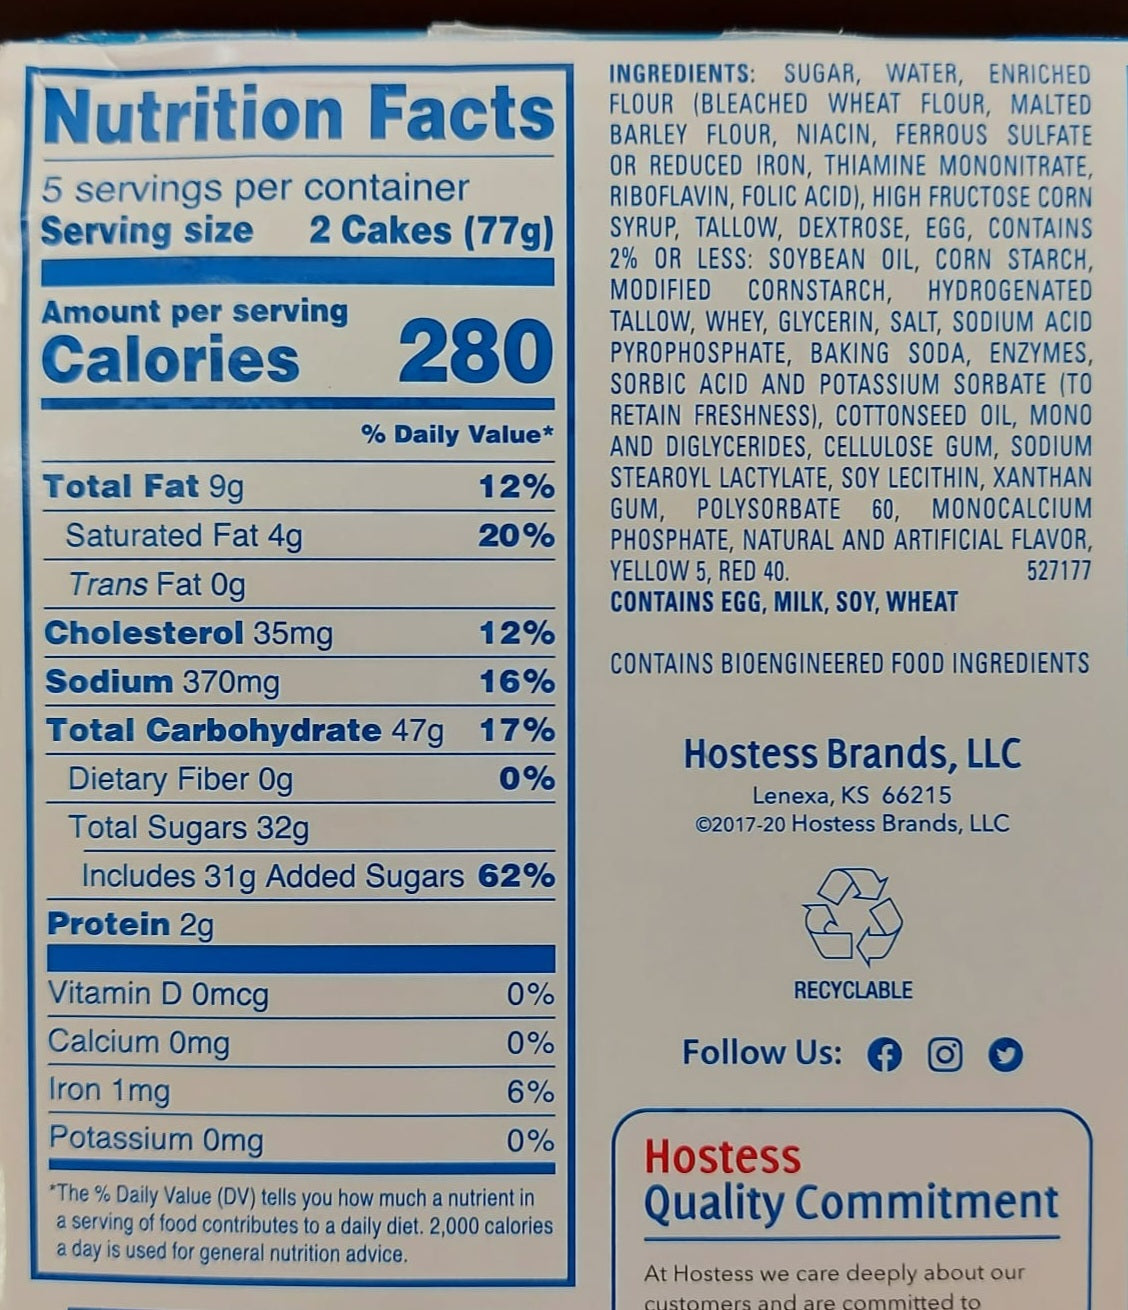 Nutrition Facts
5 servings per container
Serving size 2 Cakes (77g)
Amount per serving
Calories 280
% Daily Value*
Total Fat 9g 12%
Saturated Fat 4g 20%
Trans Fat 0g
Cholesterol 35mg 12%
Sodium 370mg 16%
Total Carbohydrate 47g 17%
Dietary Fiber 0g 0%
Total Sugars 32g
Includes 31g Added Sugars 62%
Protein 2g
Vitamin D 0mcg 0%
Calcium 0mg 0%
Iron 1mg 6%
Potassium 0mg 0%
*The % Daily Value (DV) tells you how much a nutrient in
a serving of food contributes to a daily diet. 2,000 calories
a day is used for general nutrition advice.
INGREDIENTS: SUGAR, WATER, ENRICHED
FLOUR (BLEACHED WHEAT FLOUR, MALTED
BARLEY FLOUR, NIACIN, FERROUS SULFATE
OR REDUCED IRON, THIAMINE MONONITRATE,
RIBOFLAVIN, FOLIC ACID), HIGH FRUCTOSE CORN
SYRUP, TALLOW, DEXTROSE, EGG, CONTAINS
2% OR LESS: SOYBEAN OIL, CORN STARCH,
MODIFIED CORNSTARCH, HYDROGENATED
TALLOW, WHEY, GLYCERIN, SALT, SODIUM ACID
PYROPHOSPHATE, BAKING SODA, ENZYMES,
SORBIC ACID AND POTASSIUM SORBATE (TO
RETAIN FRESHNESS), COTTONSEED OIL, MONO
AND DIGLYCERIDES, CELLULOSE GUM, SODIUM
STEAROYL LACTYLATE, SOY LECITHIN, XANTHAN
GUM, POLYSORBATE 60, MONOCALCIUM
PHOSPHATE, NATURAL AND ARTIFICIAL FLAVOR,
YELLOW 5, RED 40. 527177
CONTAINS EGG, MILK, SOY, WHEAT
CONTAINS BIOENGINEERED FOOD INGREDIENTS
Hostess Brands, LLC
Lenexa, KS 66215
©2017-20 Hostess Brands, LLC
RECYCLABLE
Follow Us:
Hostess
Quality Commitment
At Hostess we care deeply about our
customers and are committed to